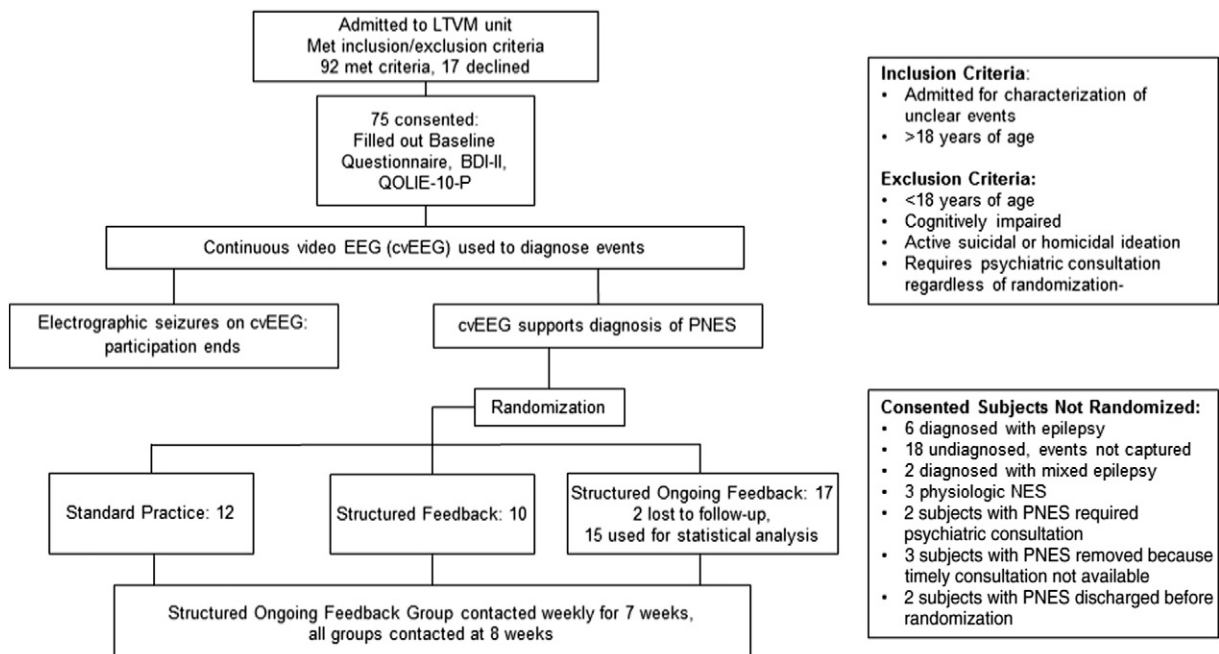 Admitted to LTVM unit
Met inclusion/exclusion criteria
92 met criteria, 17 declined
75 consented:
Filled out Baseline
Questionnaire, BDI-II,
QOLIE-10-P
Continuous video EEG (cvEEG) used to diagnose events
Electrographic seizures on cvEEG:
participation ends
cvEEG supports diagnosis of PNES
Randomization
Standard Practice: 12
Structured Feedback: 10
Structured Ongoing Feedback: 17
2 lost to follow-up,
15 used for statistical analysis
Structured Ongoing Feedback Group contacted weekly for 7 weeks,
all groups contacted at 8 weeks
Inclusion Criteria:
• Admitted for characterization of
unclear events
• >18 years of age
Exclusion Criteria:
• <18 years of age
• Cognitively impaired
• Active suicidal or homicidal ideation
• Requires psychiatric consultation
regardless of randomization-
Consented Subjects Not Randomized:
• 6 diagnosed with epilepsy
• 18 undiagnosed, events not captured
• 2 diagnosed with mixed epilepsy
• 3 physiologic NES
• 2 subjects with PNES required
psychiatric consultation
• 3 subjects with PNES removed because
timely consultation not available
• 2 subjects with PNES discharged before
randomization